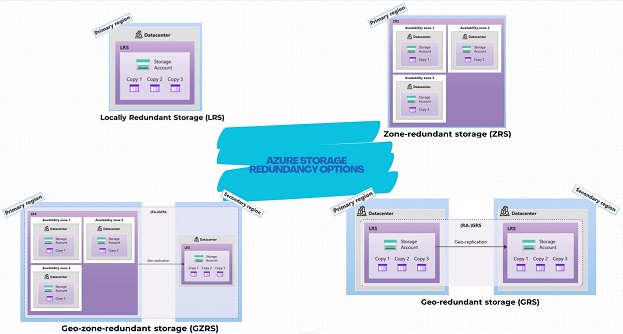 Primary region
Datacenter
LRS
Storage
Account
Copy 1 Copy 2 Copy 3
Locally Redundant Storage (LRS)
Primary region
ZRS
Availability zone 1 Availability zone 2
Datacenter Datacenter
Storage Storage
Account Account
Copy 1 Copy 2
Availability zone 3
Datacenter
Storage
Account
Copy 3
Zone-redundant storage (ZRS)
AZURE STORAGE
REDUNDANCY OPTIONS
Primary region
Secondary region
ZRS
(RA-)GZRS
Availability zone 1 Availability zone 2
Datacenter Datacenter
Storage Storage
Account Account
Copy 1 Copy 2
Availability zone 3
Datacenter
Storage
Account
Copy 3
Geo-replication
Datacenter
LRS
Storage
Account
Copy 1 Copy 2 Copy 3
Geo-zone-redundant storage (GZRS)
Primary region
Secondary region
Datacenter Datacenter
(RA-)GRS
LRS LRS
Storage Geo-replication Storage
Account Account
Copy 1 Copy 2 Copy 3 Copy 1 Copy 2 Copy 3
Geo-redundant storage (GRS)